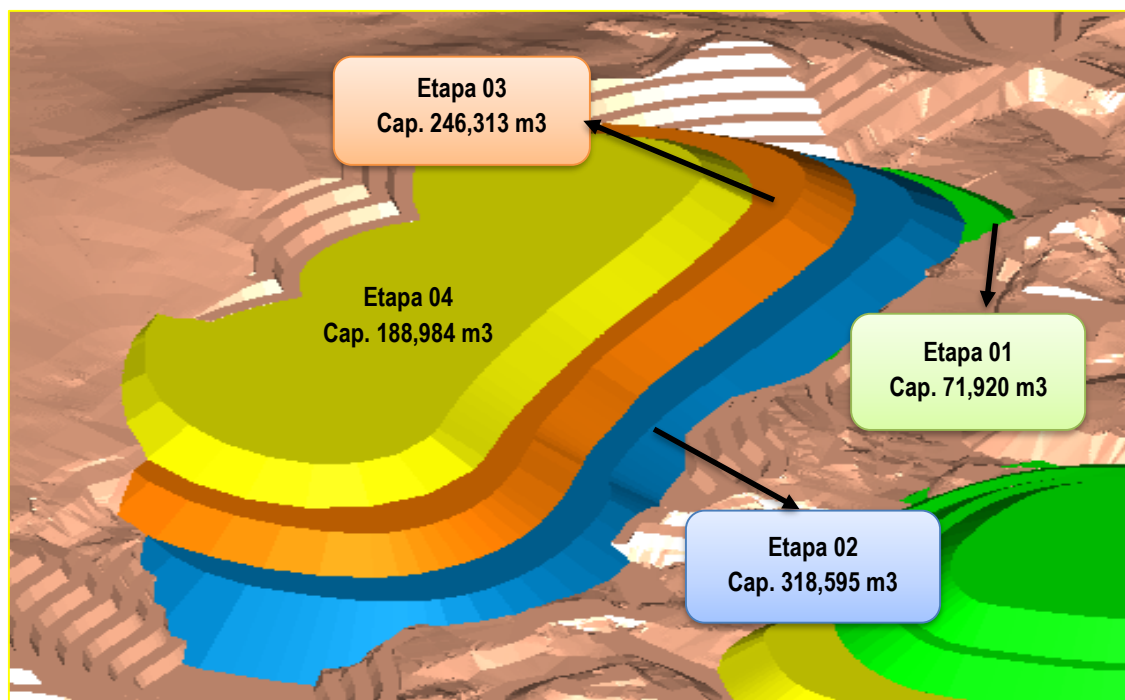 Etapa 03
Cap. 246,313 m3
Etapa 04
Cap. 188,984 m3
Etapa 01
Cap. 71,920 m3
Etapa 02
Cap. 318,595 m3